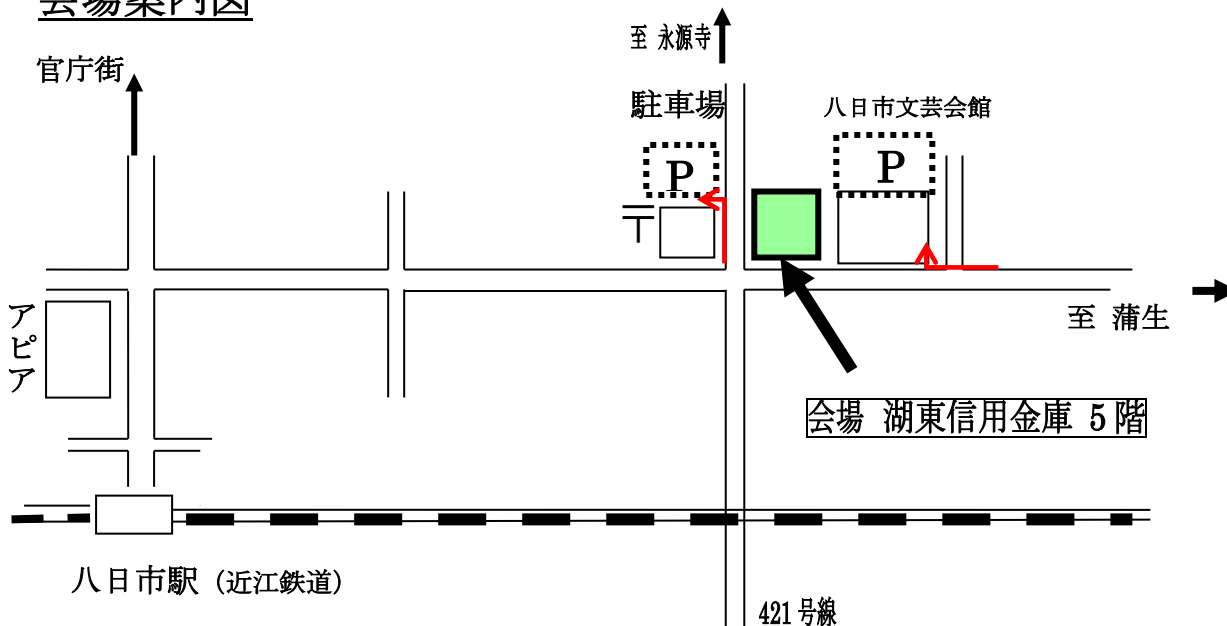 会場案内図
至 永源寺
官庁街
駐車場
八日市文芸会館
P
P
〒
至 蒲生
アピア
会場 湖東信用金庫 5階
八日市駅 (近江鉄道)
421号線